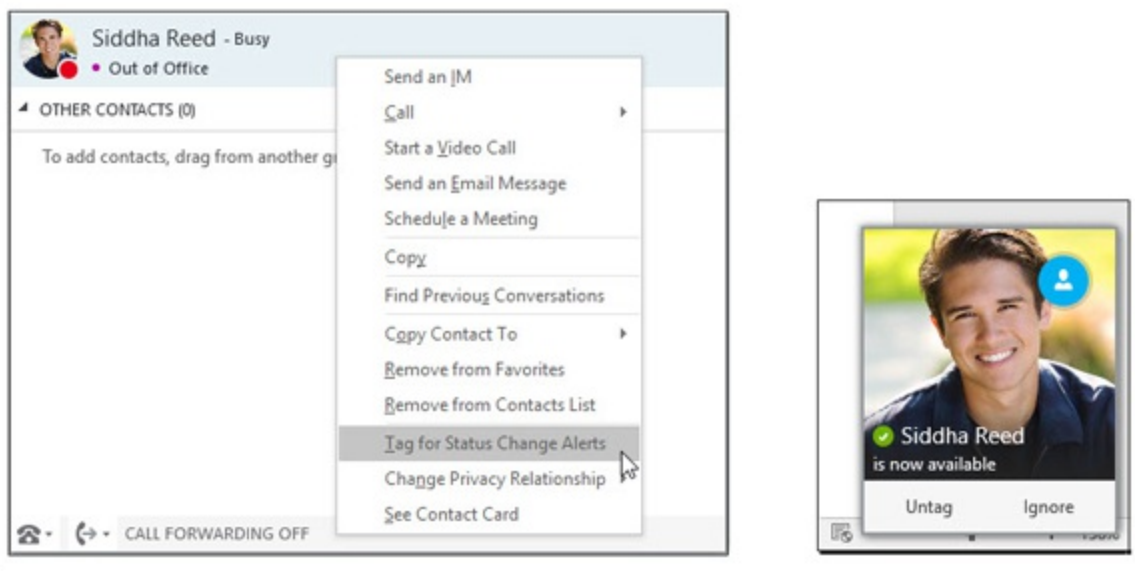 Siddha Reed - Busy
Out of Office
OTHER CONTACTS (0)
To add contacts, drag from another
Send an IM
Call
Start a Video Call
Send an Email Message
Schedule a Meeting
Copy
Find Previous Conversations
Copy Contact To
Remove from Favorites
Remove from Contacts List
Tag for Status Change Alerts
Change Privacy Relationship
See Contact Card
CALL FORWARDING OFF
Siddha Reed
is now available
Untag
Ignore